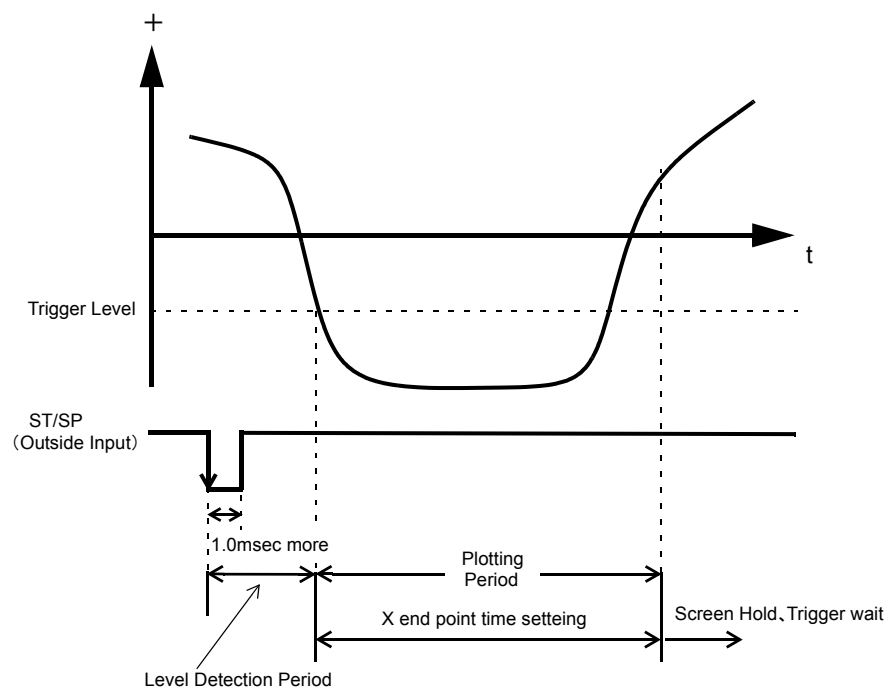 +
t
Trigger Level
ST/SP
（Outside Input）
1.0msec more
Plotting
Period
X end point time setteing
Screen Hold、Trigger wait
Level Detection Period